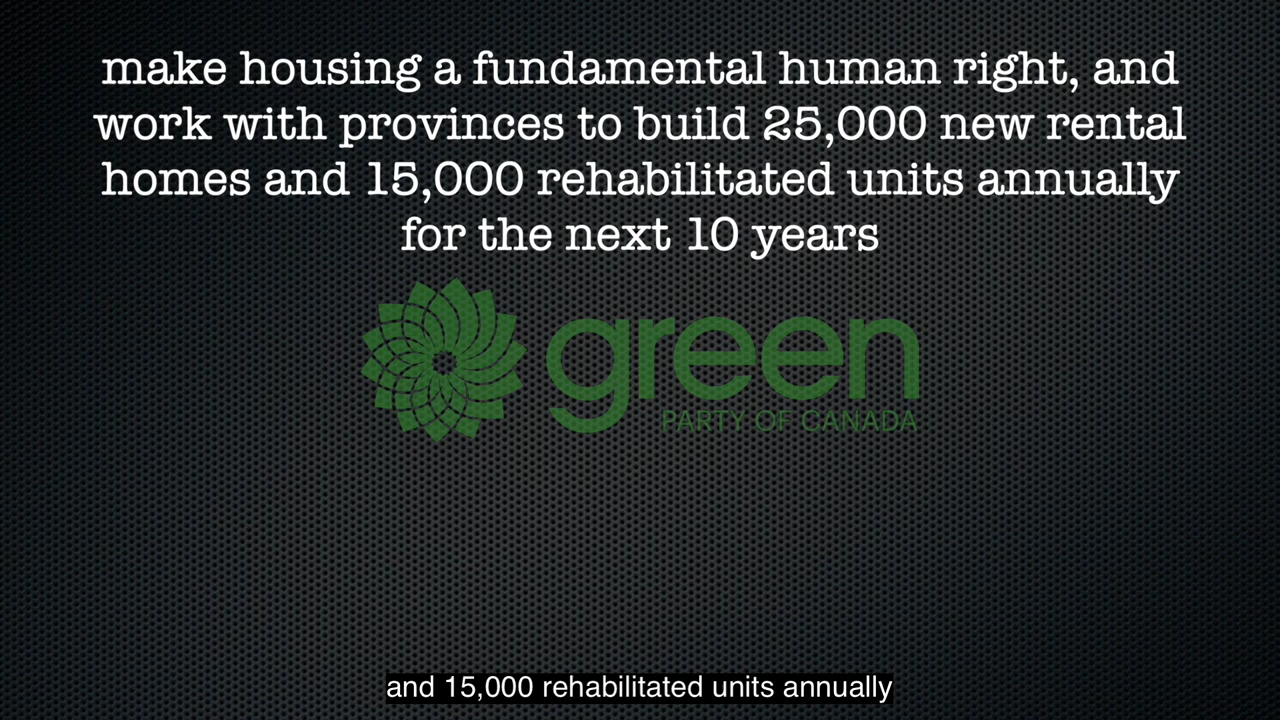 make housing a fundamental human right, and
work with provinces to build 25,000 new rental
homes and 15,000 rehabilitated units annually
for the next 10 years
green
PARTY OF CANADA
and 15,000 rehabilitated units annually